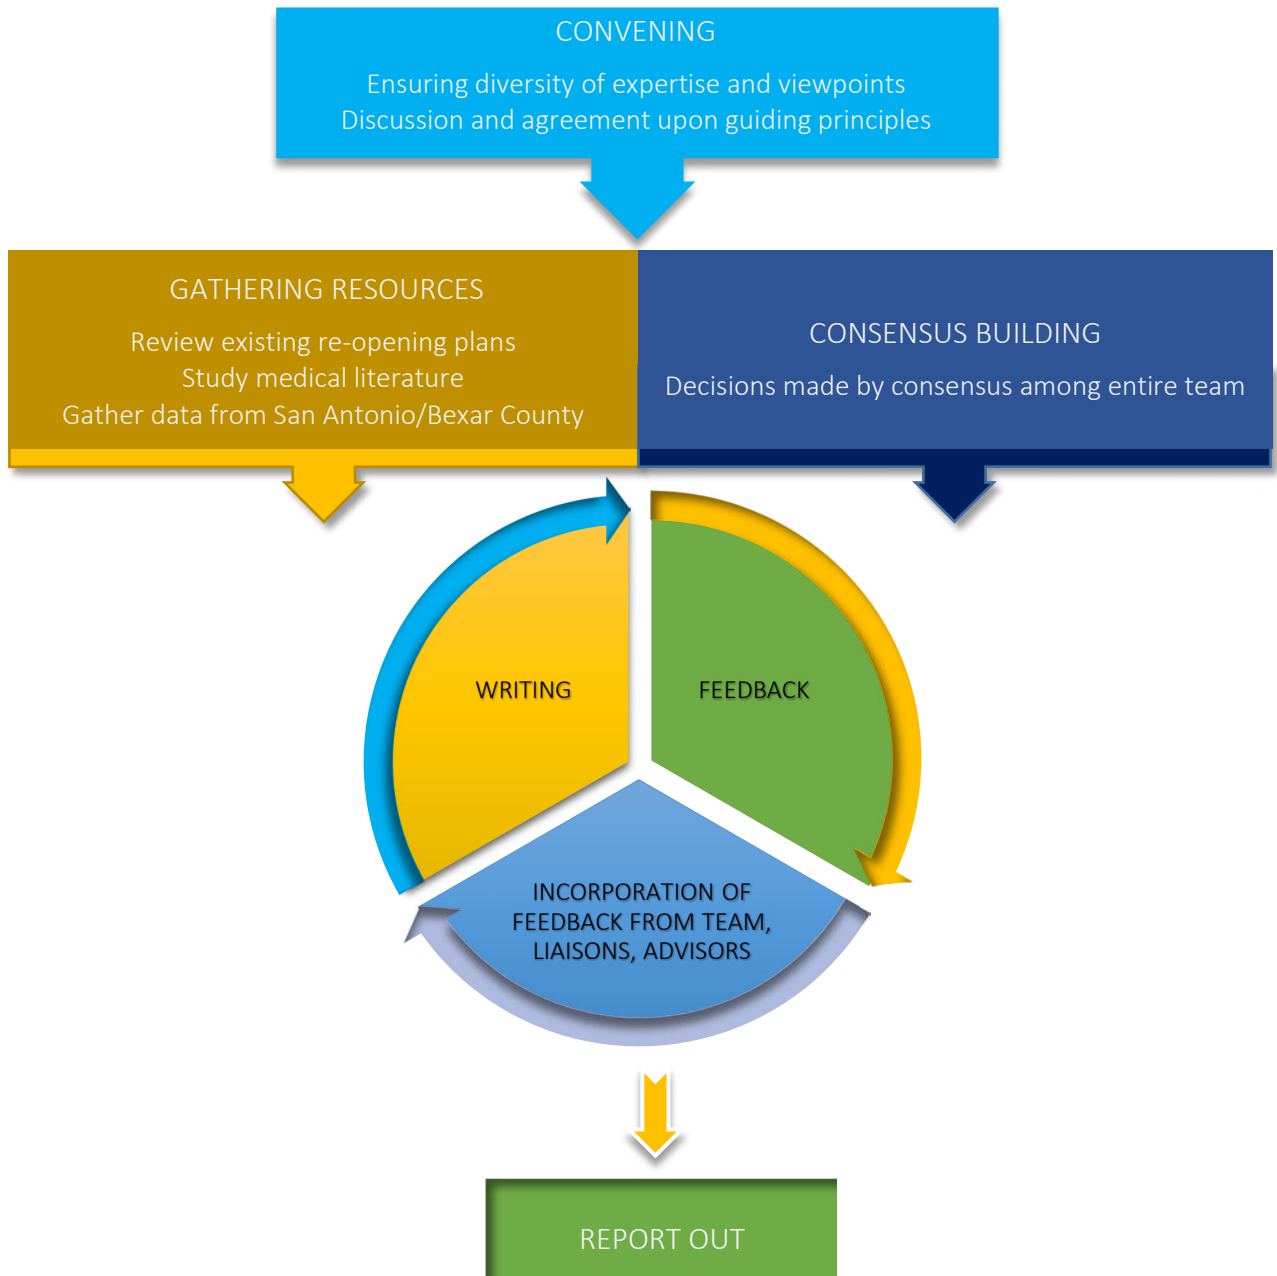 CONVENING
Ensuring diversity of expertise and viewpoints
Discussion and agreement upon guiding principles
GATHERING RESOURCES
Review existing re-opening plans
Study medical literature
Gather data from San Antonio/Bexar County
CONSENSUS BUILDING
Decisions made by consensus among entire team
WRITING
FEEDBACK
INCORPORATION OF
FEEDBACK FROM TEAM,
LIAISONS, ADVISORS
REPORT OUT